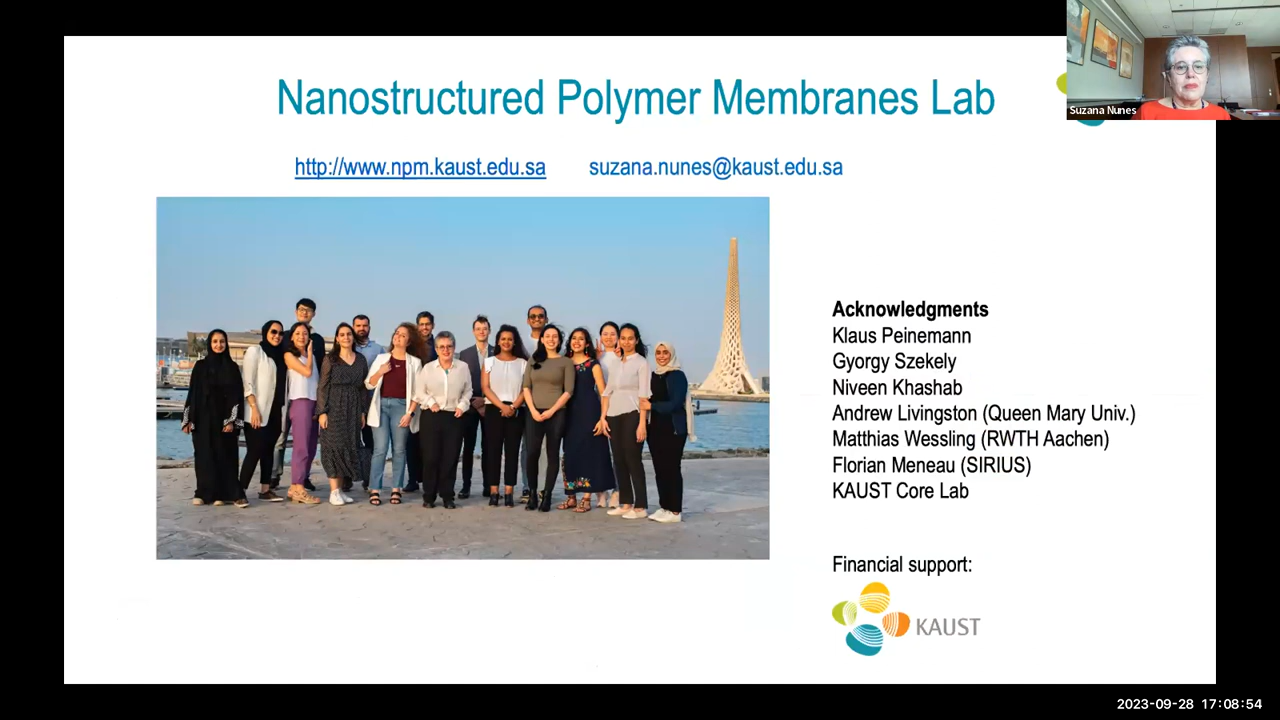 Nanostructured Polymer Membranes Lab
Suzana Nunes
http://www.npm.kaust.edu.sa suzana.nunes@kaust.edu.sa
Acknowledgments
Klaus Peinemann
Gyorgy Szekely
Niveen Khashab
Andrew Livingston (Queen Mary Univ.)
Matthias Wessling (RWTH Aachen)
Florian Meneau (SIRIUS)
KAUST Core Lab
Financial support:
KAUST
2023-09-28 17:08:54